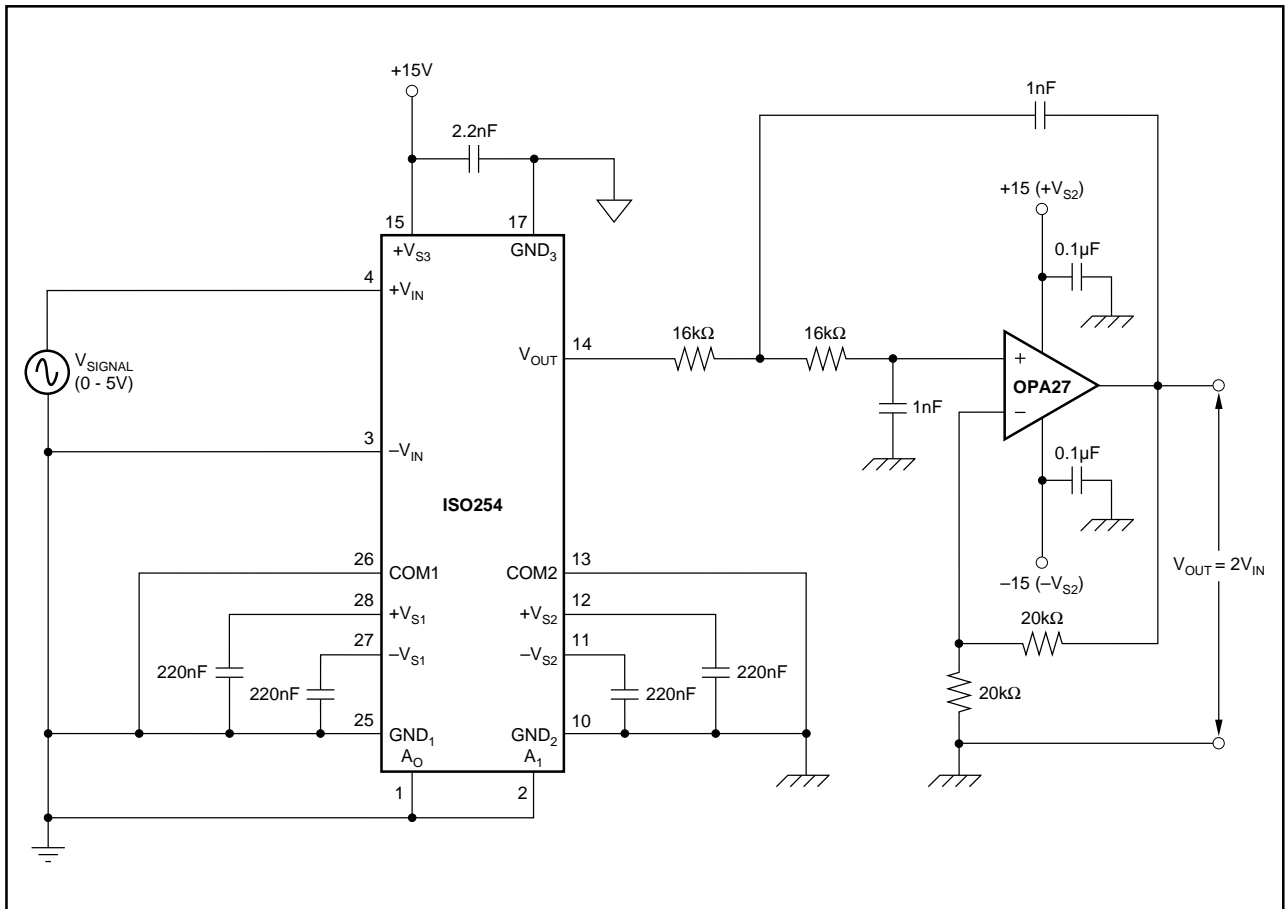 +15V
2.2nF
1nF
+15 (+VS2)
0.1µF
15
17
+VS3
GND3
4
+VIN
VSIGNAL
(0 - 5V)
VOUT
14
16kΩ
16kΩ
+
OPA27
–
1nF
3
–VIN
0.1µF
ISO254
–15 (–VS2)
VOUT = 2VIN
26
COM1
COM2
13
28
+VS1
+VS2
12
27
–VS1
–VS2
11
220nF
220nF
220nF
220nF
20kΩ
20kΩ
25
GND1
GND2
10
AO
A1
1
2